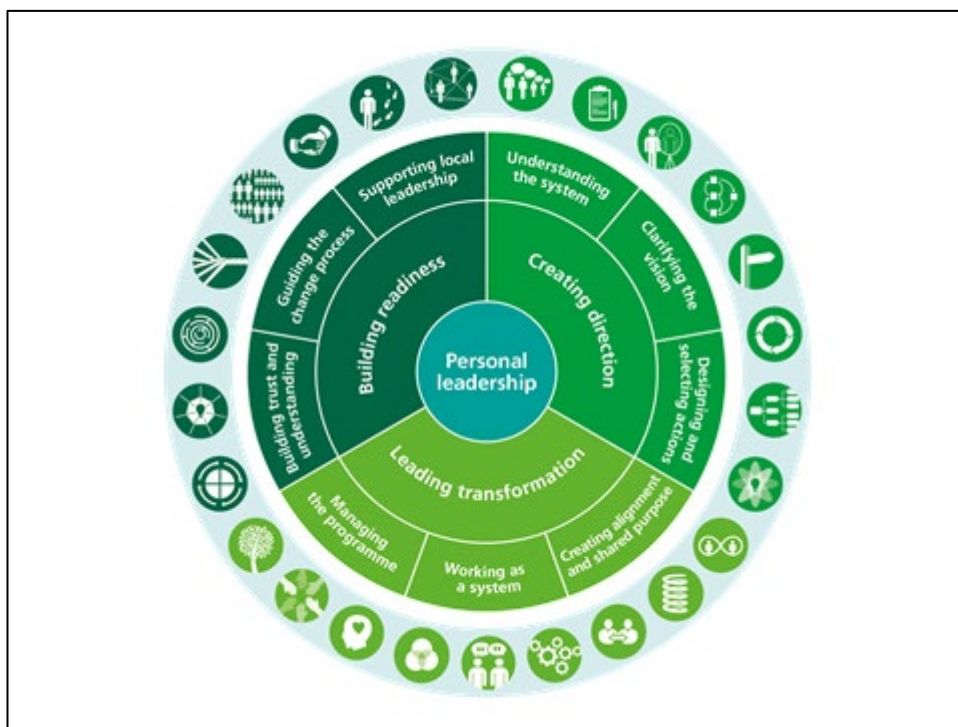 Personal
leadership
Creating direction
Understanding
the system
Clarifying the
vision
Designing and
selecting actions
Leading transformation
Creating alignment
and shared purpose
Working as
a system
Managing
the programme
Building readiness
Building trust and
understanding
Guiding the
change process
Supporting local
leadership